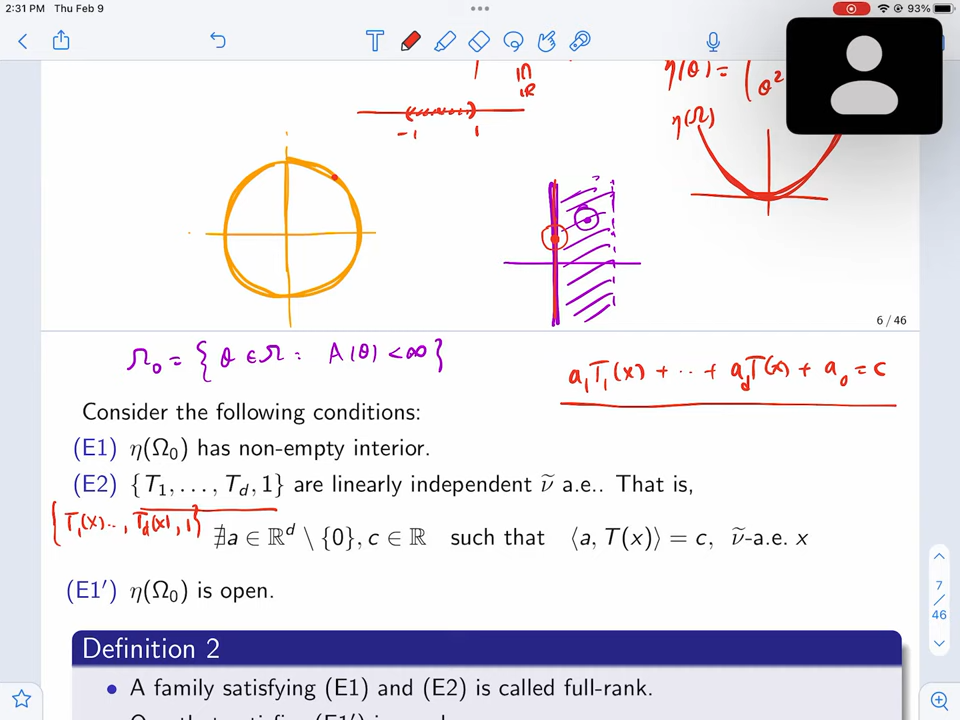 2:31 PM Thu Feb 9
93%
T
η(θ) = ( θ²
ℝ
-1 1
η(Ω)
6 / 46
Ω₀ = { θ ∈ Ω : A(θ) < ∞ }
a₁T₁(x) + ·· + a_dT(x) + a₀ = c
Consider the following conditions:
(E1) η(Ω₀) has non-empty interior.
(E2) {T₁, . . . , T_d, 1} are linearly independent ν̃ a.e.. That is,
{T₁(x)··, T_d(x), 1}
∄a ∈ ℝᵈ \ {0}, c ∈ ℝ such that ⟨a, T(x)⟩ = c, ν̃-a.e. x
(E1′) η(Ω₀) is open.
7
/
46
Definition 2
• A family satisfying (E1) and (E2) is called full-rank.